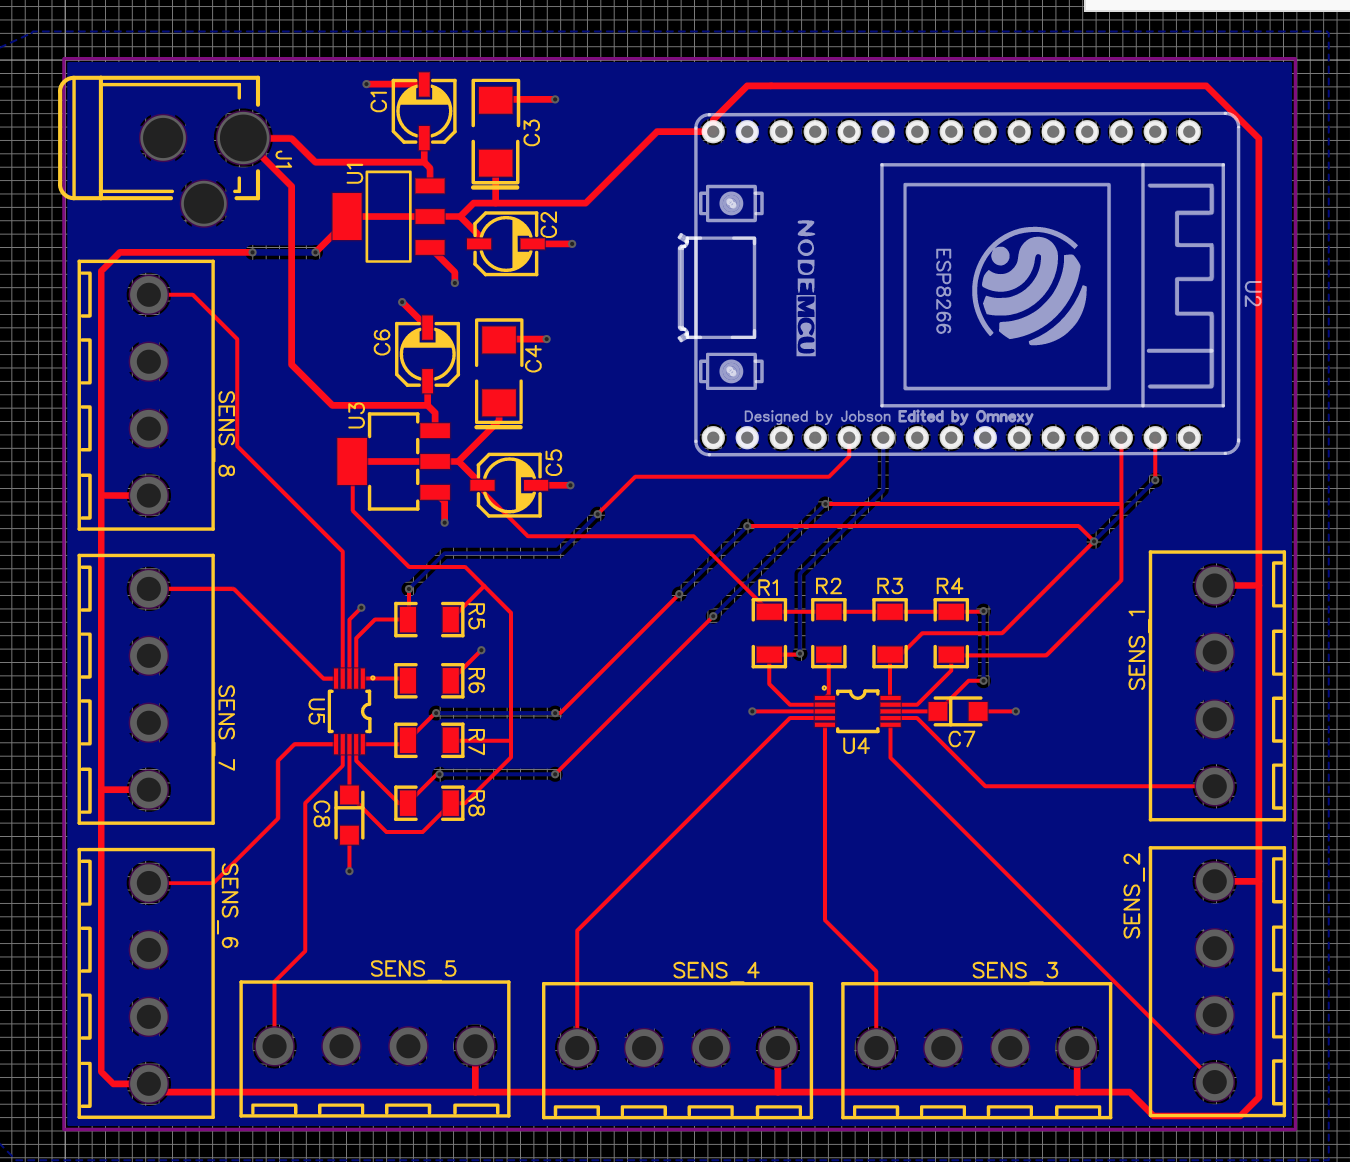 C1
C3
J1
U1
C2
NODEMCU
ESP8266
U2
C6
C4
U3
C5
Designed by Jobson Edited by Omnexy
SENS_8
R1
R2
R3
R4
R5
R6
R7
R8
U5
C8
U4
C7
SENS_1
SENS_7
SENS_6
SENS_2
SENS_5
SENS_4
SENS_3